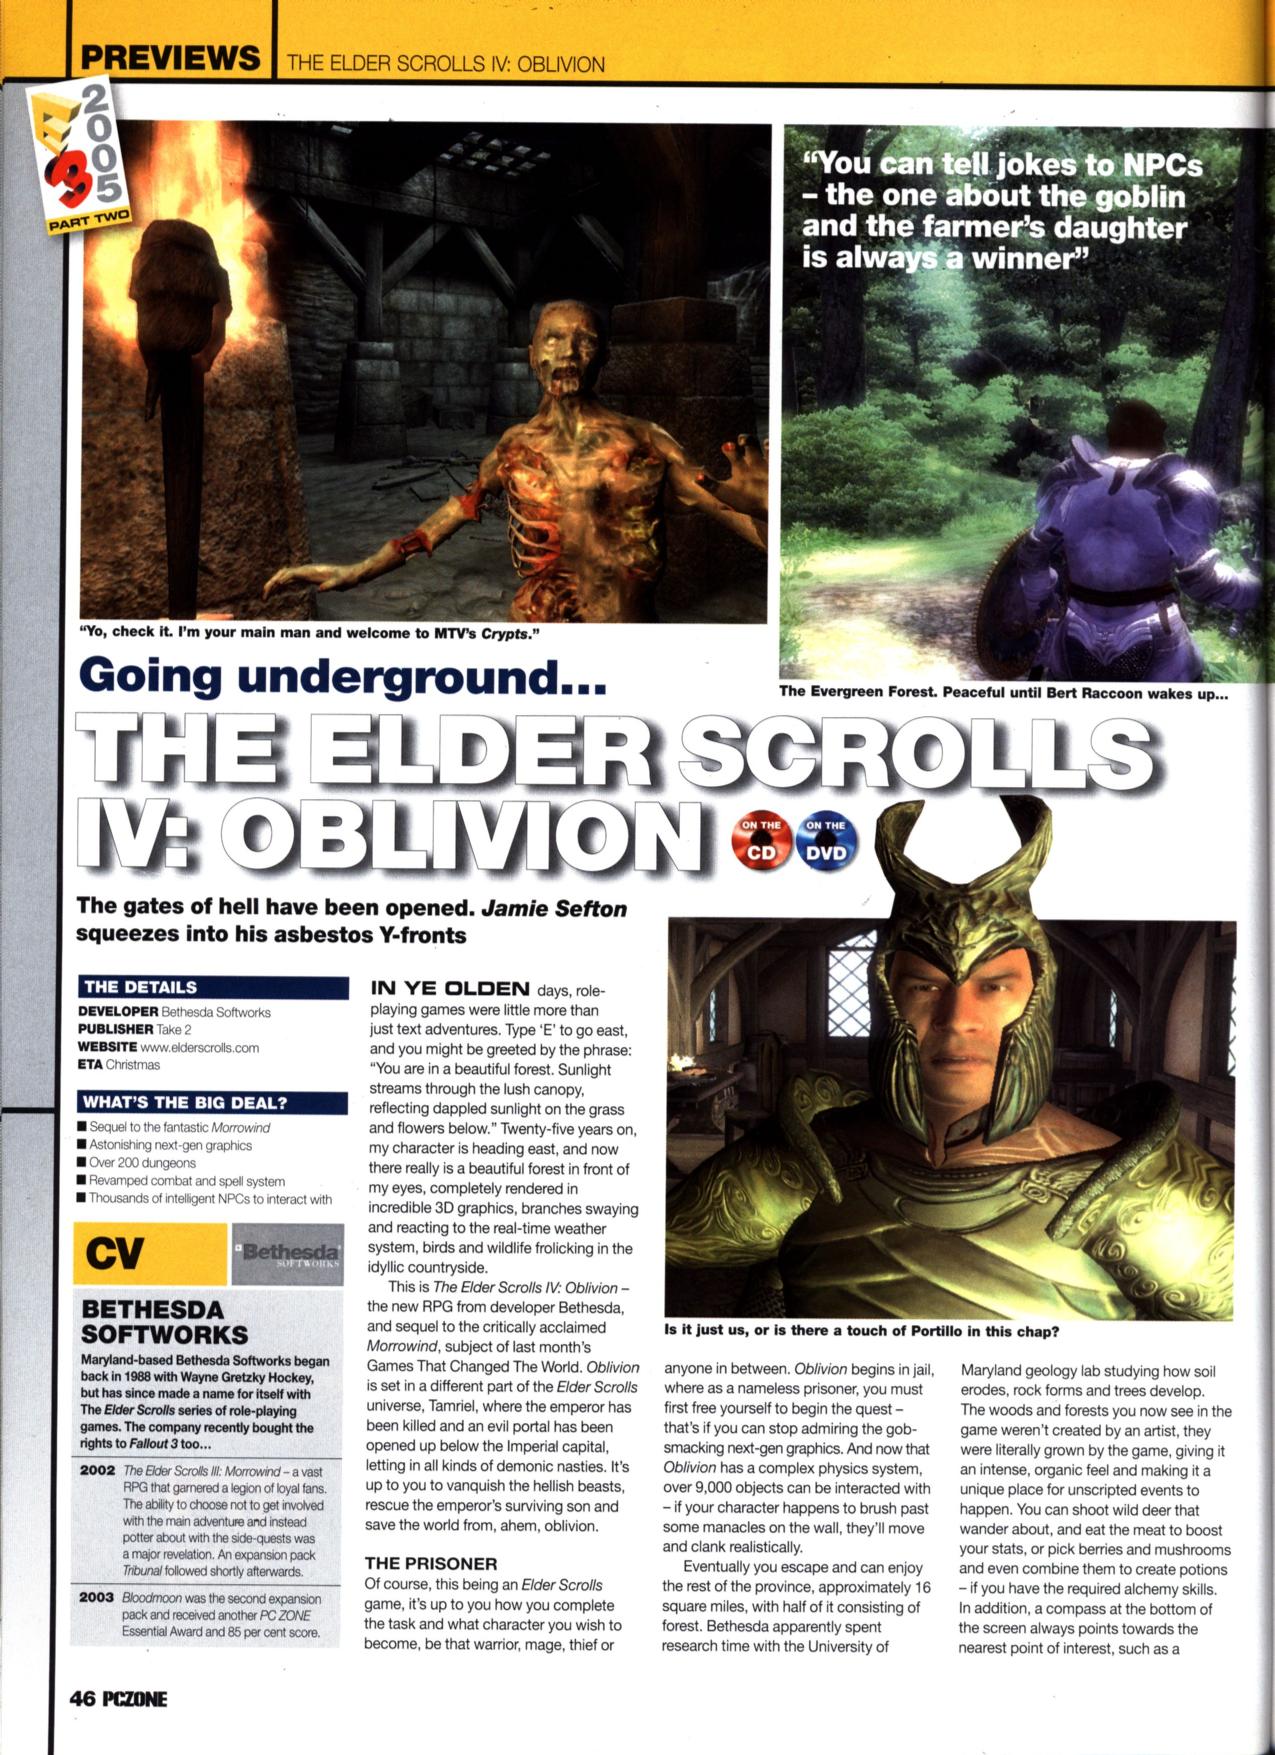 PREVIEWS
THE ELDER SCROLLS IV: OBLIVION
E3
2005
PART TWO
"You can tell jokes to NPCs
– the one about the goblin
and the farmer's daughter
is always a winner"
"Yo, check it. I'm your main man and welcome to MTV's Crypts."
The Evergreen Forest. Peaceful until Bert Raccoon wakes up...
Going underground...
THE ELDER SCROLLS
IV: OBLIVION
ON THE
CD
ON THE
DVD
The gates of hell have been opened. Jamie Sefton
squeezes into his asbestos Y-fronts
THE DETAILS
DEVELOPER Bethesda Softworks
PUBLISHER Take 2
WEBSITE www.elderscrolls.com
ETA Christmas
WHAT'S THE BIG DEAL?
■ Sequel to the fantastic Morrowind
■ Astonishing next-gen graphics
■ Over 200 dungeons
■ Revamped combat and spell system
■ Thousands of intelligent NPCs to interact with
CV
Bethesda
SOFTWORKS
BETHESDA
SOFTWORKS
Maryland-based Bethesda Softworks began
back in 1988 with Wayne Gretzky Hockey,
but has since made a name for itself with
The Elder Scrolls series of role-playing
games. The company recently bought the
rights to Fallout 3 too...
2002 The Elder Scrolls III: Morrowind – a vast
RPG that garnered a legion of loyal fans.
The ability to choose not to get involved
with the main adventure and instead
potter about with the side-quests was
a major revelation. An expansion pack
Tribunal followed shortly afterwards.
2003 Bloodmoon was the second expansion
pack and received another PC ZONE
Essential Award and 85 per cent score.
IN YE OLDEN days, role-
playing games were little more than
just text adventures. Type 'E' to go east,
and you might be greeted by the phrase:
"You are in a beautiful forest. Sunlight
streams through the lush canopy,
reflecting dappled sunlight on the grass
and flowers below." Twenty-five years on,
my character is heading east, and now
there really is a beautiful forest in front of
my eyes, completely rendered in
incredible 3D graphics, branches swaying
and reacting to the real-time weather
system, birds and wildlife frolicking in the
idyllic countryside.
This is The Elder Scrolls IV: Oblivion –
the new RPG from developer Bethesda,
and sequel to the critically acclaimed
Morrowind, subject of last month's
Games That Changed The World. Oblivion
is set in a different part of the Elder Scrolls
universe, Tamriel, where the emperor has
been killed and an evil portal has been
opened up below the Imperial capital,
letting in all kinds of demonic nasties. It's
up to you to vanquish the hellish beasts,
rescue the emperor's surviving son and
save the world from, ahem, oblivion.
THE PRISONER
Of course, this being an Elder Scrolls
game, it's up to you how you complete
the task and what character you wish to
become, be that warrior, mage, thief or
Is it just us, or is there a touch of Portillo in this chap?
anyone in between. Oblivion begins in jail,
where as a nameless prisoner, you must
first free yourself to begin the quest –
that's if you can stop admiring the gob-
smacking next-gen graphics. And now that
Oblivion has a complex physics system,
over 9,000 objects can be interacted with
– if your character happens to brush past
some manacles on the wall, they'll move
and clank realistically.
Eventually you escape and can enjoy
the rest of the province, approximately 16
square miles, with half of it consisting of
forest. Bethesda apparently spent
research time with the University of
Maryland geology lab studying how soil
erodes, rock forms and trees develop.
The woods and forests you now see in the
game weren't created by an artist, they
were literally grown by the game, giving it
an intense, organic feel and making it a
unique place for unscripted events to
happen. You can shoot wild deer that
wander about, and eat the meat to boost
your stats, or pick berries and mushrooms
and even combine them to create potions
– if you have the required alchemy skills.
In addition, a compass at the bottom of
the screen always points towards the
nearest point of interest, such as a
46 PCZONE